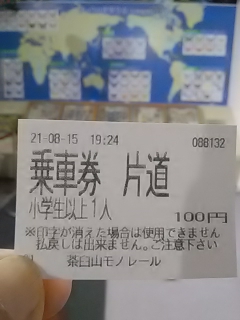 21-08-15 19:24 088132
乗車券 片道
小学生以上1人
100円
※印字が消えた場合は使用できません
払戻しは出来ません。ご注意下さい
茶臼山モノレール